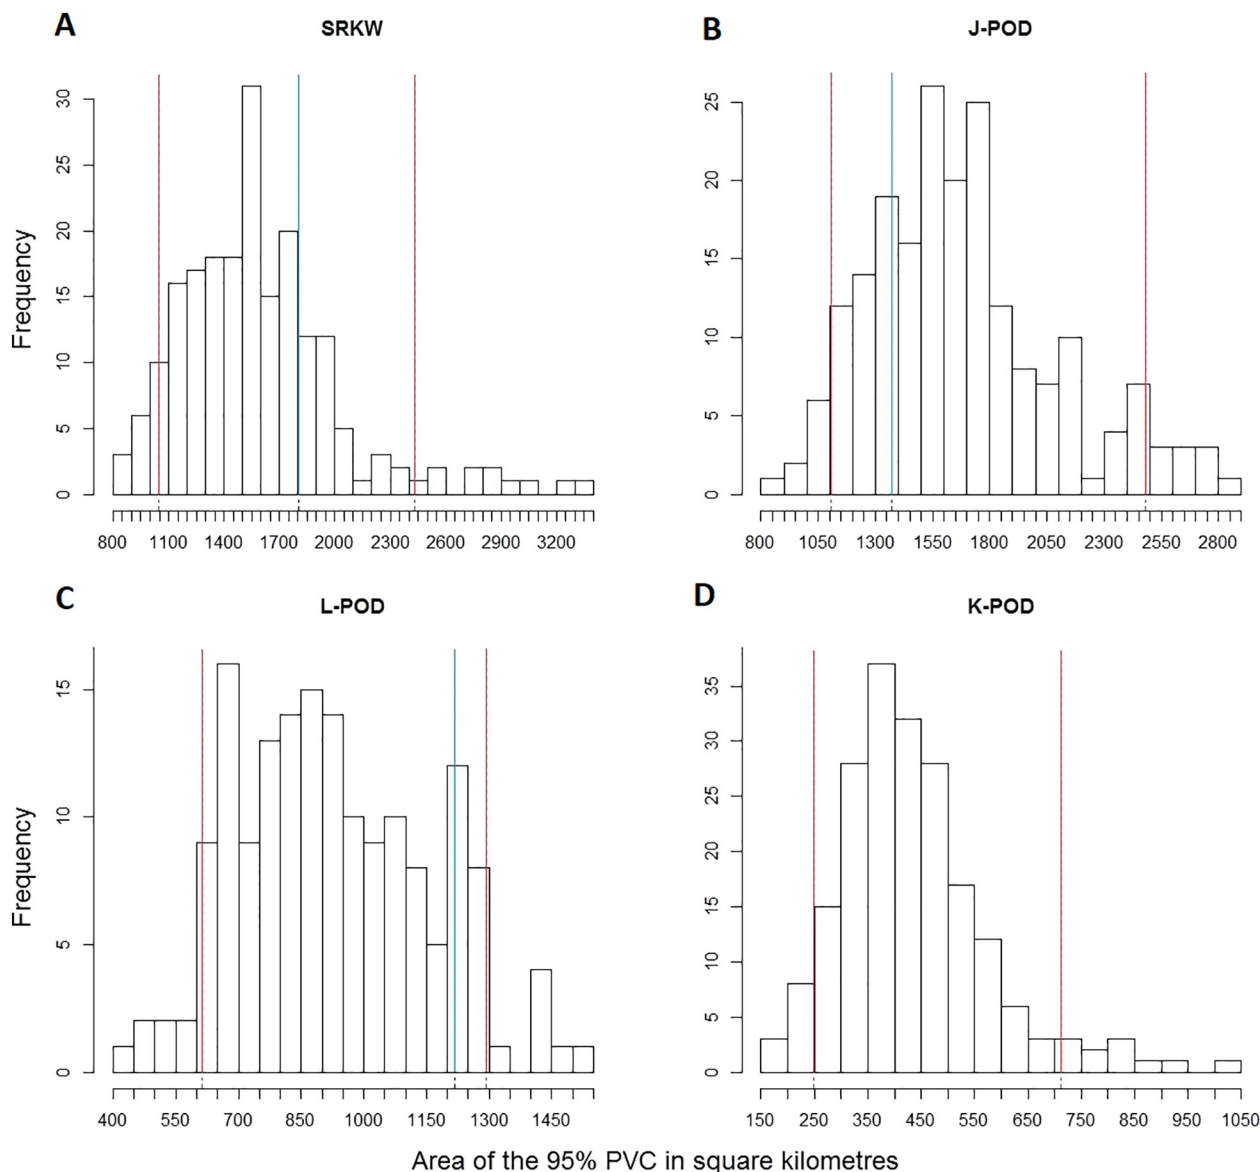 A
SRKW
B
J-POD
Frequency
30
25
20
15
10
5
0
800 1100 1400 1700 2000 2300 2600 2900 3200
25
20
15
10
5
0
800 1050 1300 1550 1800 2050 2300 2550 2800
C
L-POD
D
K-POD
Frequency
15
10
5
0
400 550 700 850 1000 1150 1300 1450
35
30
25
20
15
10
5
0
150 250 350 450 550 650 750 850 950 1050
Area of the 95% PVC in square kilometres